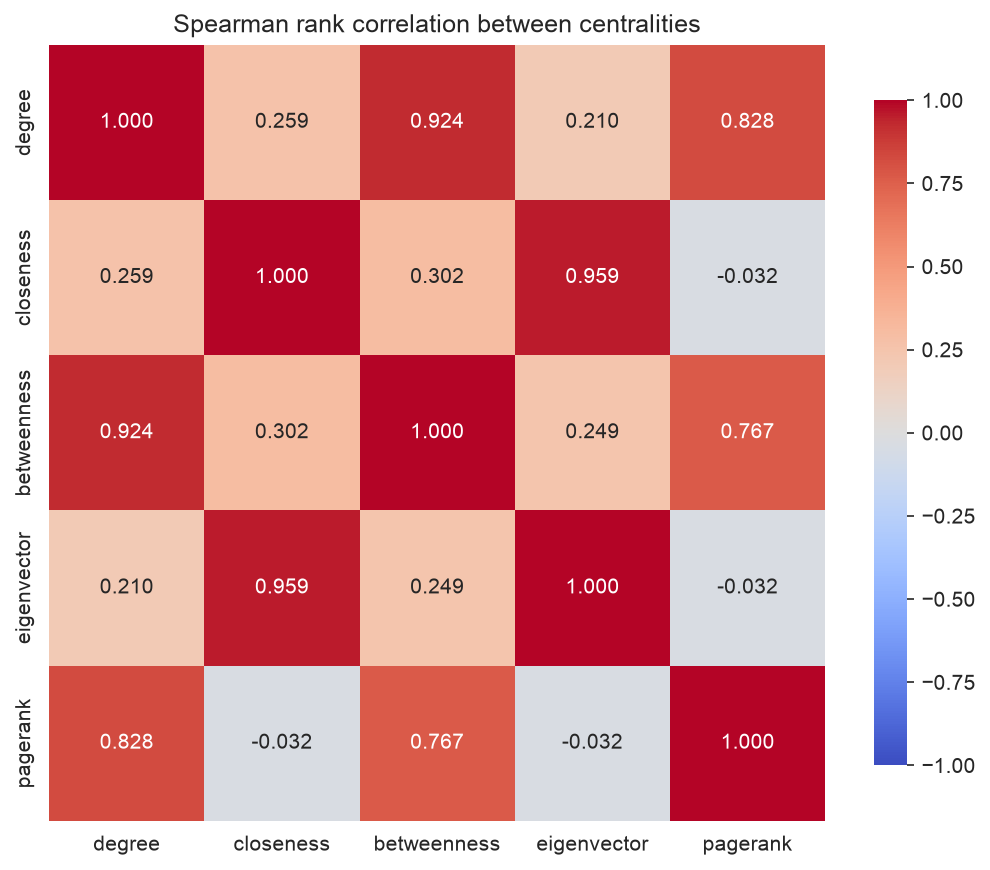 Spearman rank correlation between centralities
degree 1.000 0.259 0.924 0.210 0.828
closeness 0.259 1.000 0.302 0.959 -0.032
betweenness 0.924 0.302 1.000 0.249 0.767
eigenvector 0.210 0.959 0.249 1.000 -0.032
pagerank 0.828 -0.032 0.767 -0.032 1.000
degree closeness betweenness eigenvector pagerank
1.00
0.75
0.50
0.25
0.00
−0.25
−0.50
−0.75
−1.00